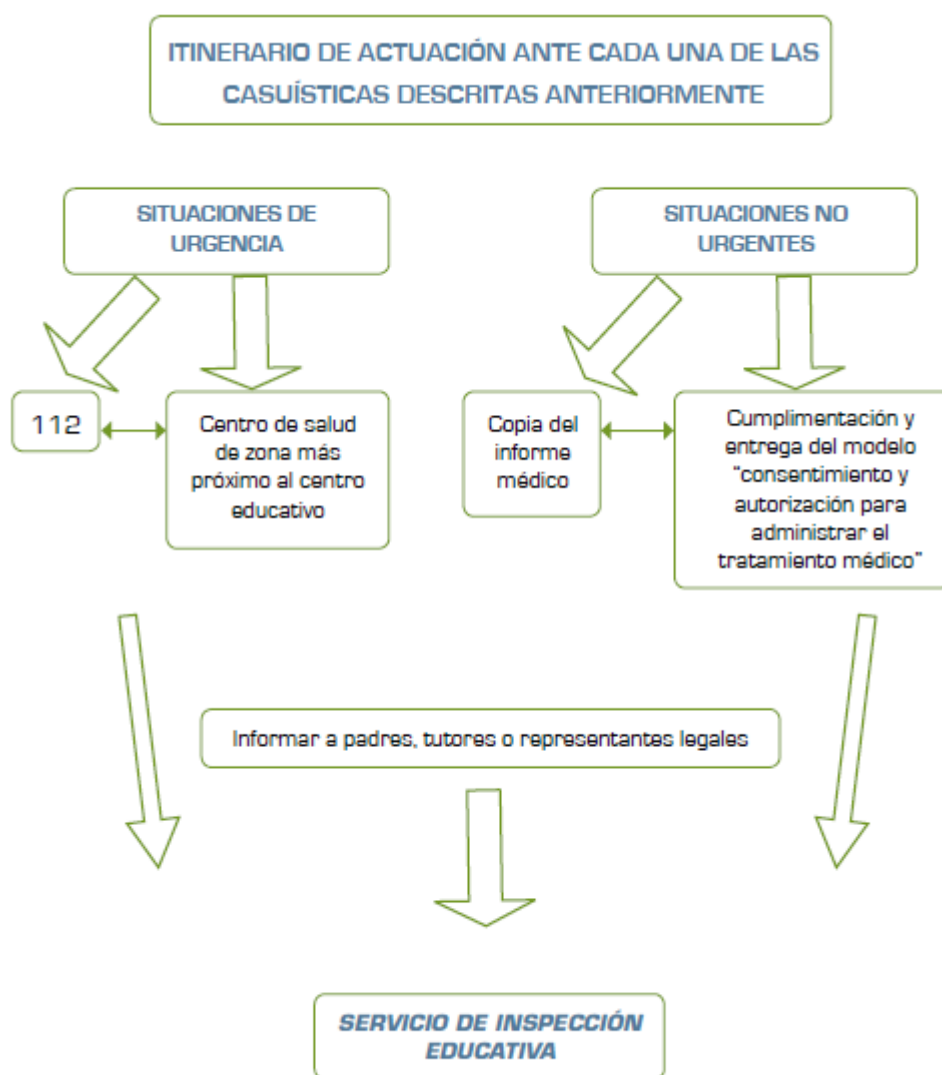 ITINERARIO DE ACTUACIÓN ANTE CADA UNA DE LAS
CASUÍSTICAS DESCRITAS ANTERIORMENTE
SITUACIONES DE
URGENCIA
SITUACIONES NO
URGENTES
112
Centro de salud
de zona más
próximo al centro
educativo
Copia del
informe
médico
Cumplimentación y
entrega del modelo
"consentimiento y
autorización para
administrar el
tratamiento médico"
Informar a padres, tutores o representantes legales
SERVICIO DE INSPECCIÓN
EDUCATIVA